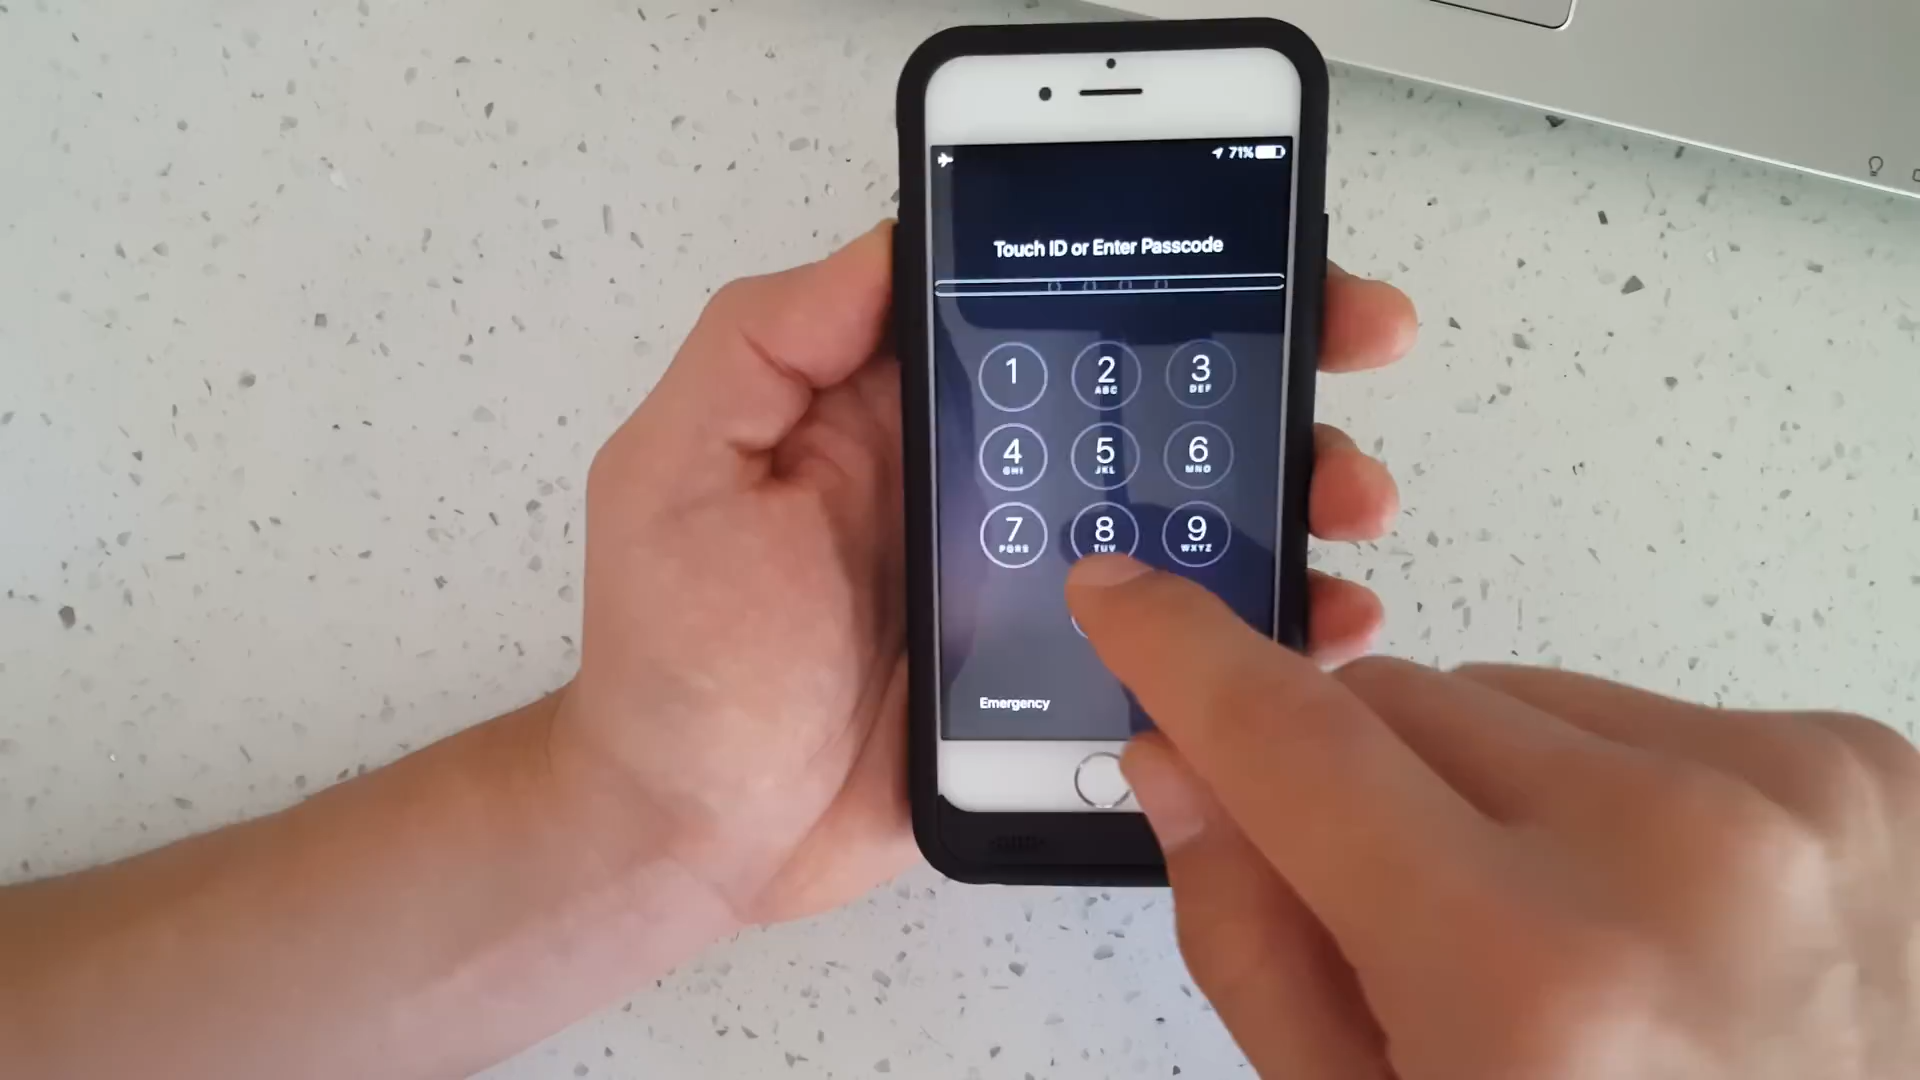 71%
Touch ID or Enter Passcode
1 2 3
ABC DEF
4 5 6
GHI JKL MNO
7 8 9
PQRS TUV WXYZ
Emergency